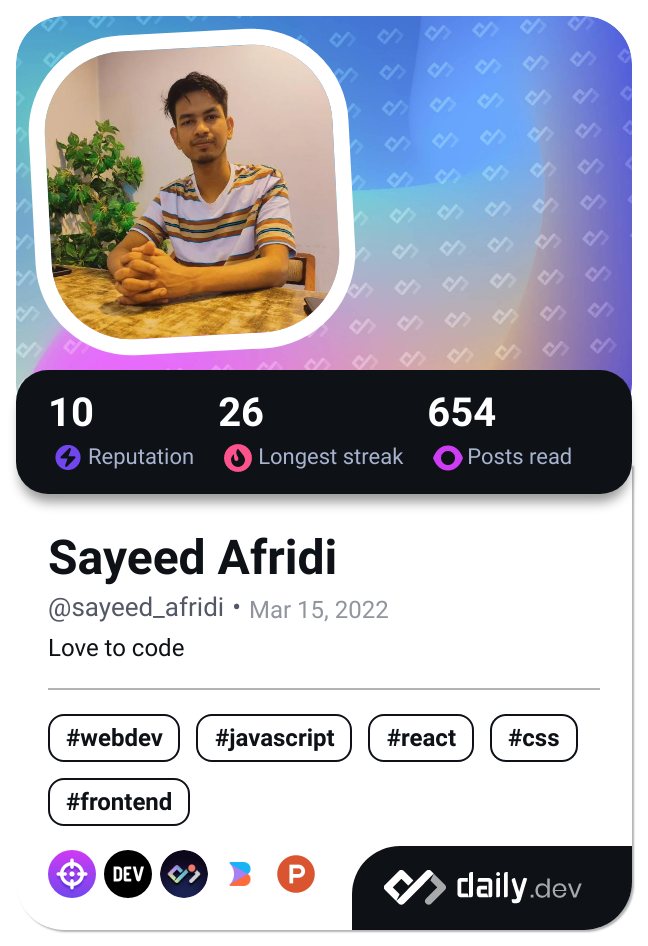 10 26 654
Reputation Longest streak Posts read
Sayeed Afridi
@sayeed_afridi • Mar 15, 2022
Love to code
#webdev #javascript #react #css
#frontend
DEV P daily.dev